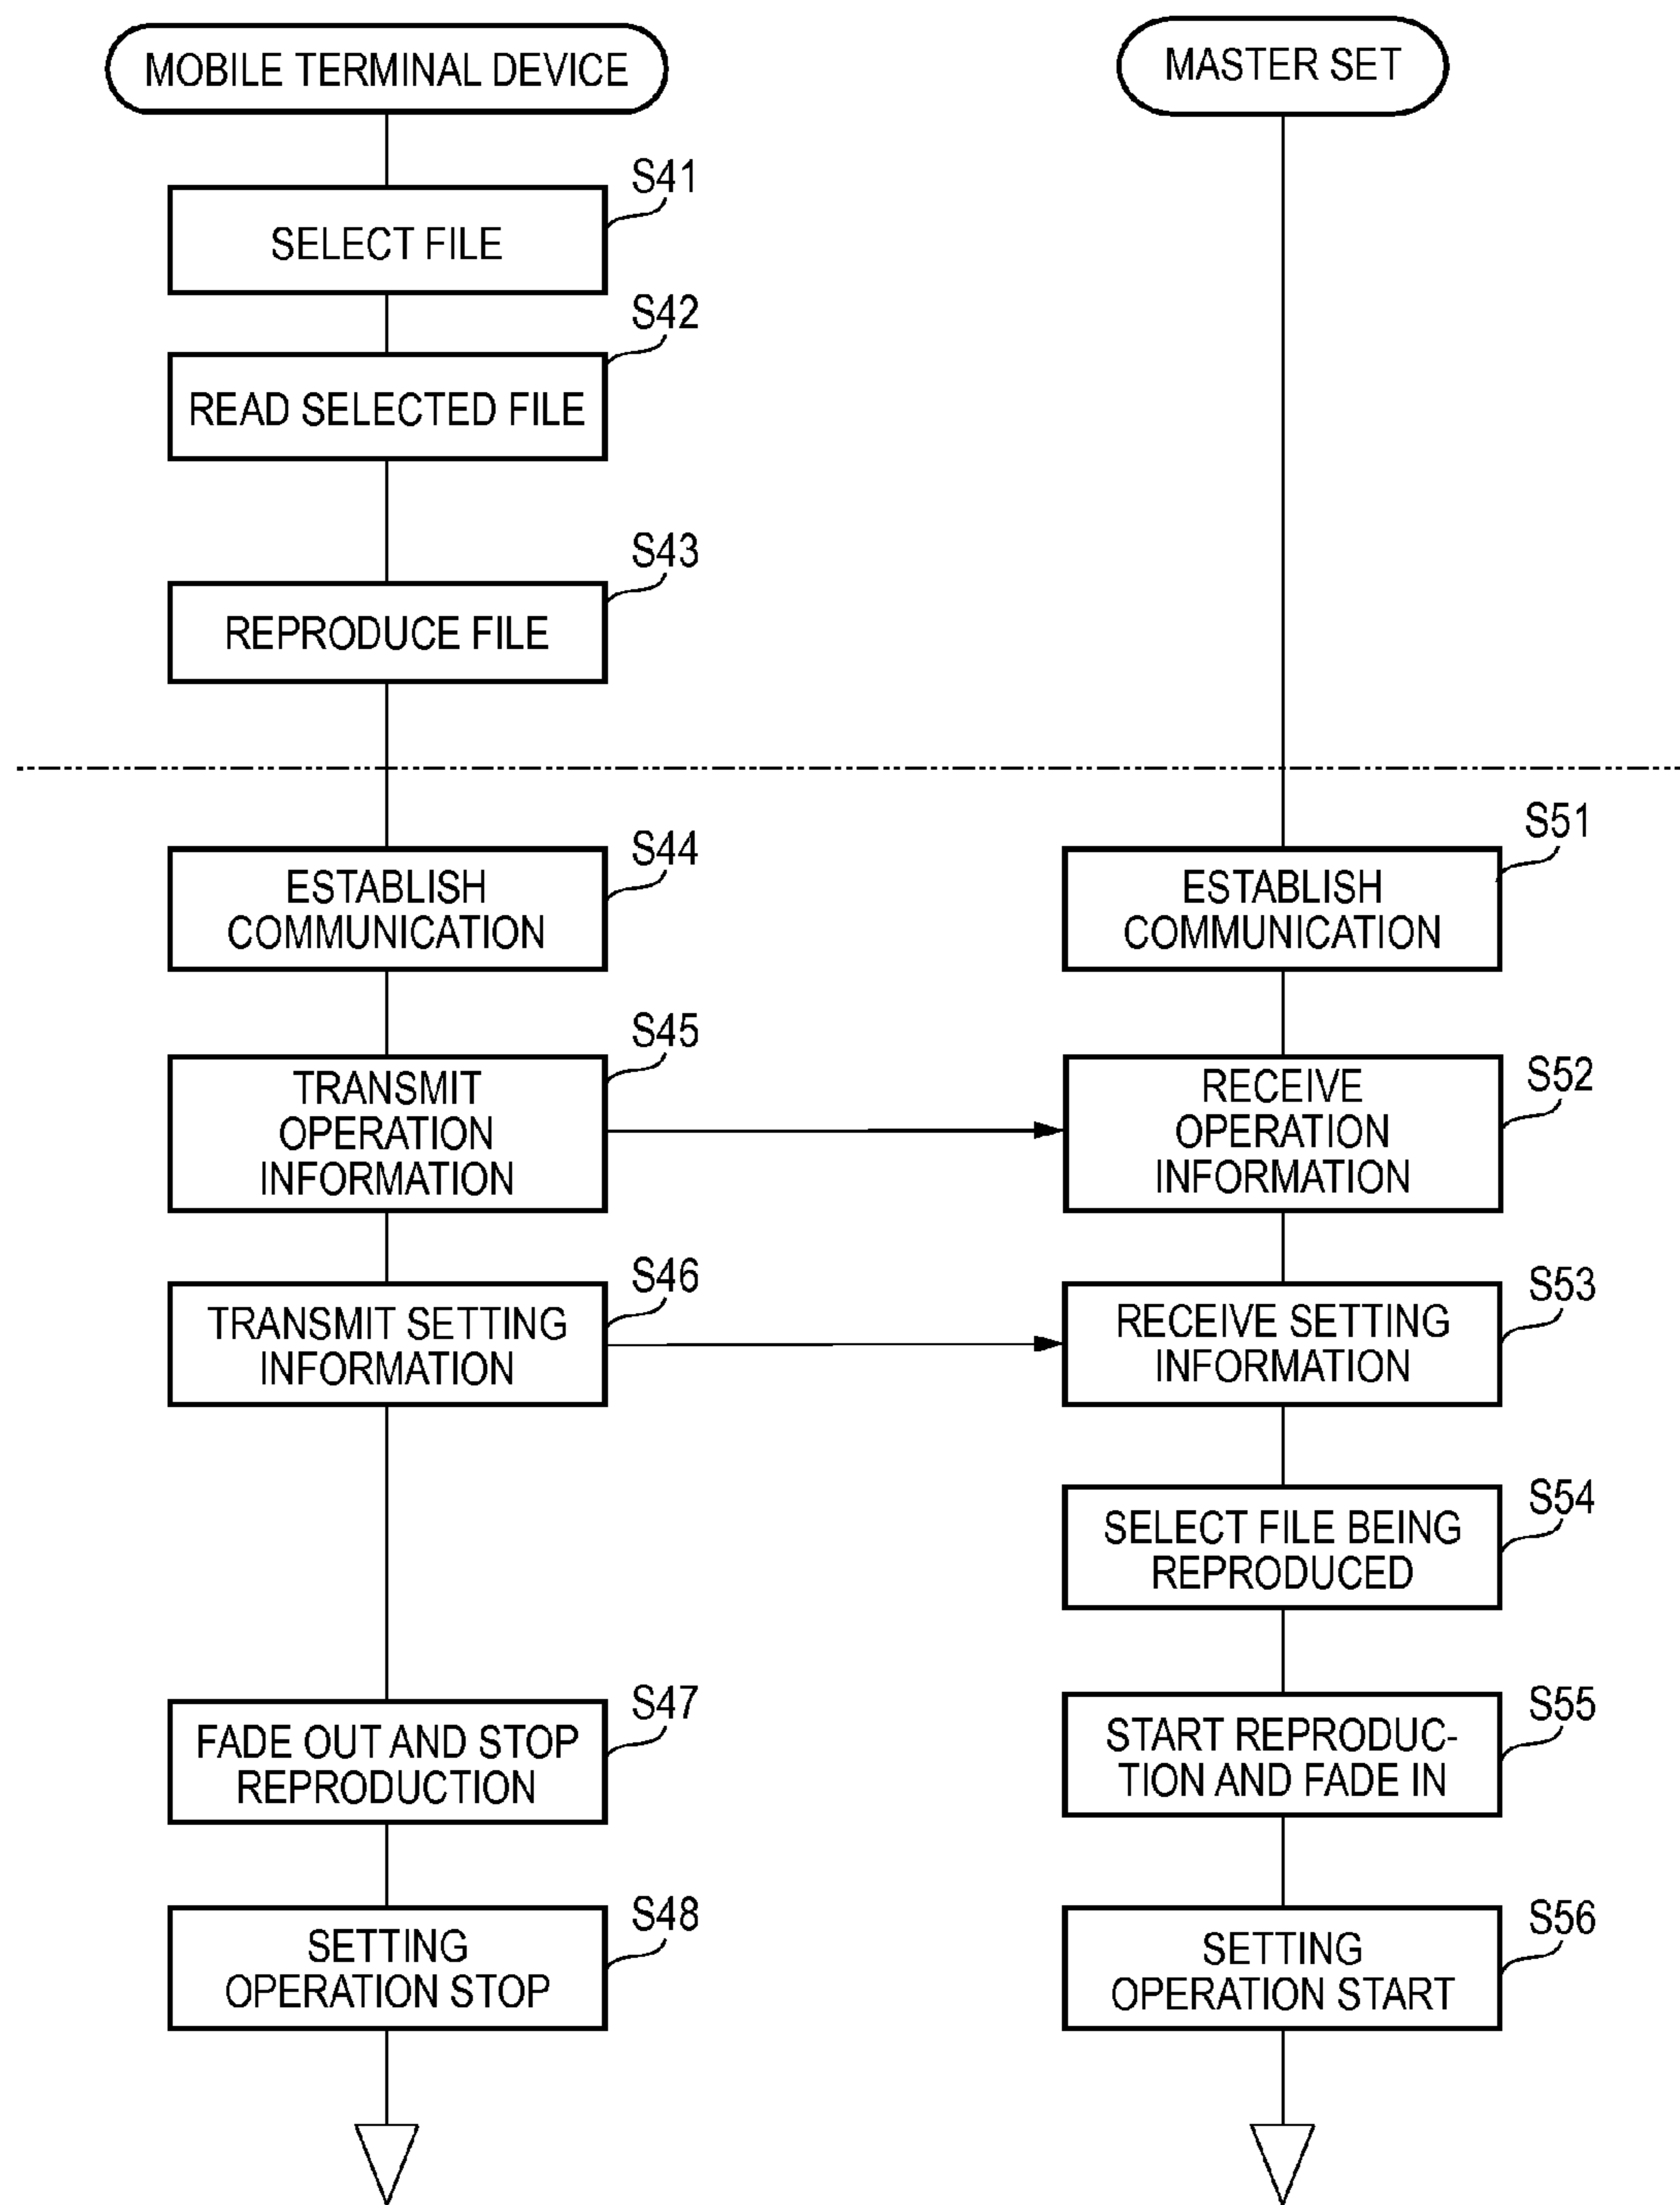 MOBILE TERMINAL DEVICE
MASTER SET
S41
SELECT FILE
S42
READ SELECTED FILE
S43
REPRODUCE FILE
S44
ESTABLISH
COMMUNICATION
S51
ESTABLISH
COMMUNICATION
S45
TRANSMIT
OPERATION
INFORMATION
S52
RECEIVE
OPERATION
INFORMATION
S46
TRANSMIT SETTING
INFORMATION
S53
RECEIVE SETTING
INFORMATION
S54
SELECT FILE BEING
REPRODUCED
S47
FADE OUT AND STOP
REPRODUCTION
S55
START REPRODUC-
TION AND FADE IN
S48
SETTING
OPERATION STOP
S56
SETTING
OPERATION START